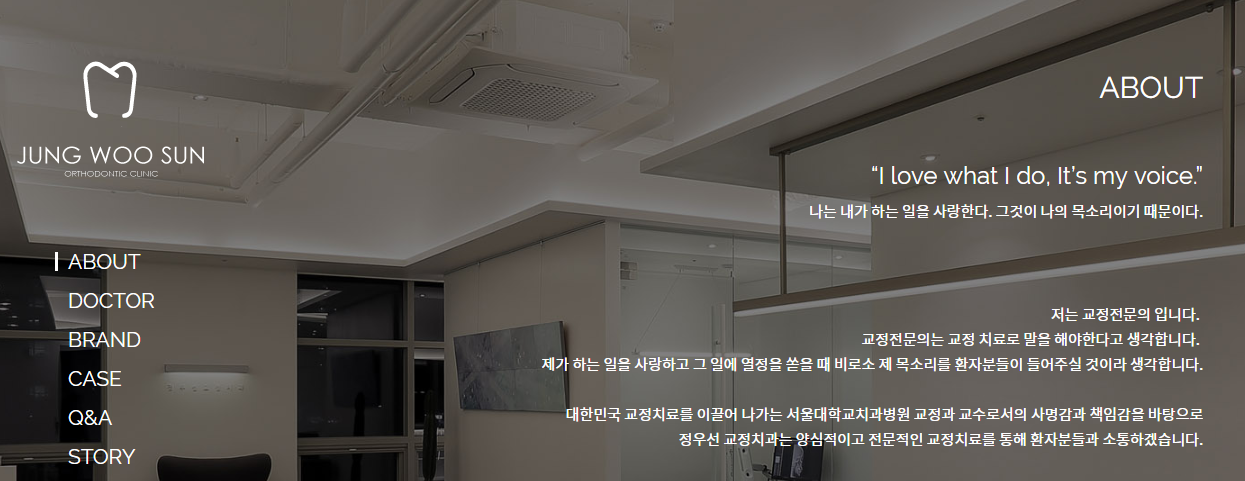 JUNG WOO SUN
ORTHODONTIC CLINIC
ABOUT
DOCTOR
BRAND
CASE
Q&A
STORY
ABOUT
“I love what I do, It’s my voice.”
나는 내가 하는 일을 사랑한다. 그것이 나의 목소리이기 때문이다.
저는 교정전문의 입니다.
교정전문의는 교정 치료로 말을 해야한다고 생각합니다.
제가 하는 일을 사랑하고 그 일에 열정을 쏟을 때 비로소 제 목소리를 환자분들이 들어주실 것이라 생각합니다.
대한민국 교정치료를 이끌어 나가는 서울대학교치과병원 교정과 교수로서의 사명감과 책임감을 바탕으로
정우선 교정치과는 양심적이고 전문적인 교정치료를 통해 환자분들과 소통하겠습니다.